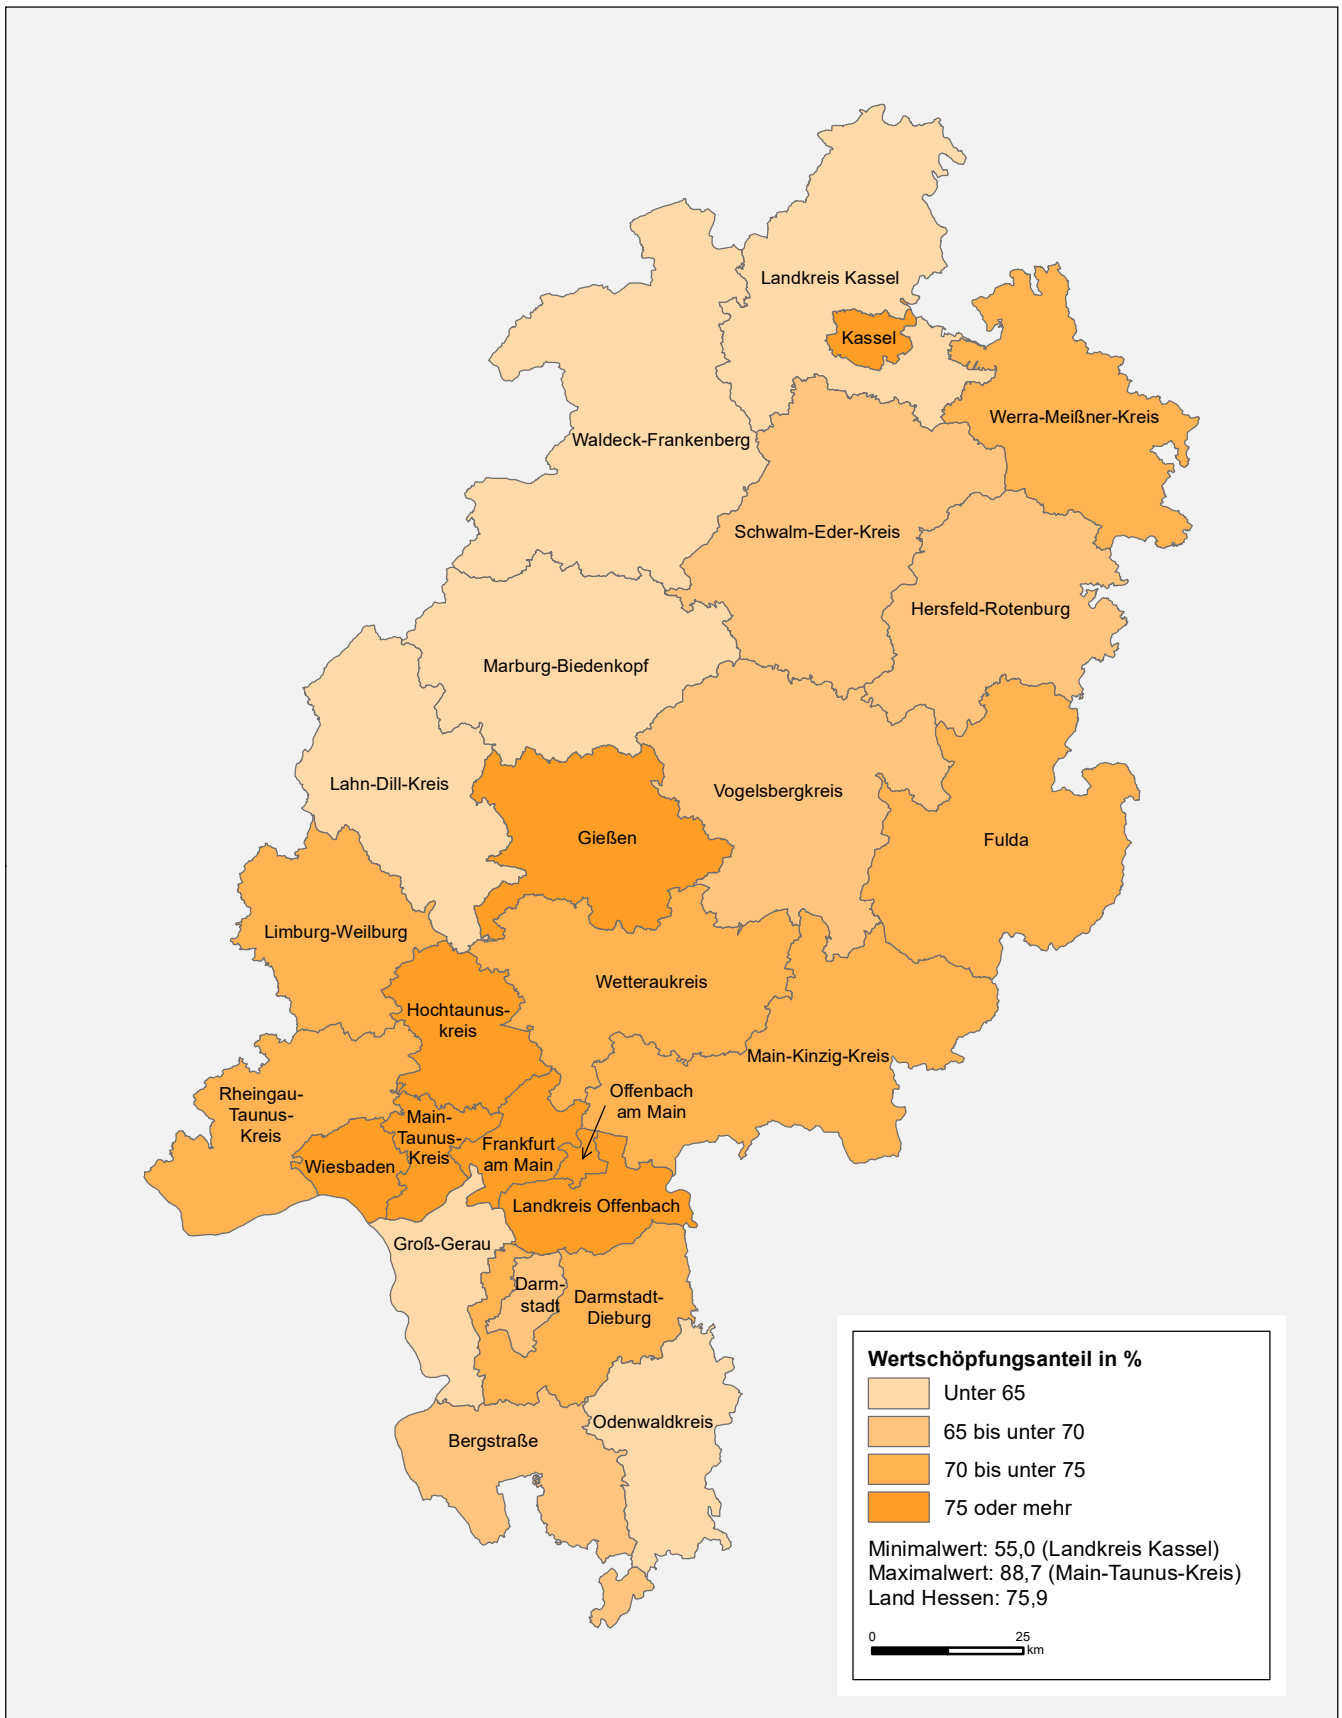 Landkreis Kassel
Kassel
Werra-Meißner-Kreis
Waldeck-Frankenberg
Schwalm-Eder-Kreis
Hersfeld-Rotenburg
Marburg-Biedenkopf
Lahn-Dill-Kreis
Vogelsbergkreis
Gießen
Fulda
Limburg-Weilburg
Wetteraukreis
Hochtaunus-
kreis
Main-Kinzig-Kreis
Offenbach
am Main
Rheingau-
Taunus-
Kreis
Main-
Taunus-
Kreis
Frankfurt
am Main
Wiesbaden
Landkreis Offenbach
Groß-Gerau
Darm-
stadt
Darmstadt-
Dieburg
Odenwaldkreis
Bergstraße
Wertschöpfungsanteil in %
Unter 65
65 bis unter 70
70 bis unter 75
75 oder mehr
Minimalwert: 55,0 (Landkreis Kassel)
Maximalwert: 88,7 (Main-Taunus-Kreis)
Land Hessen: 75,9
0 25
km